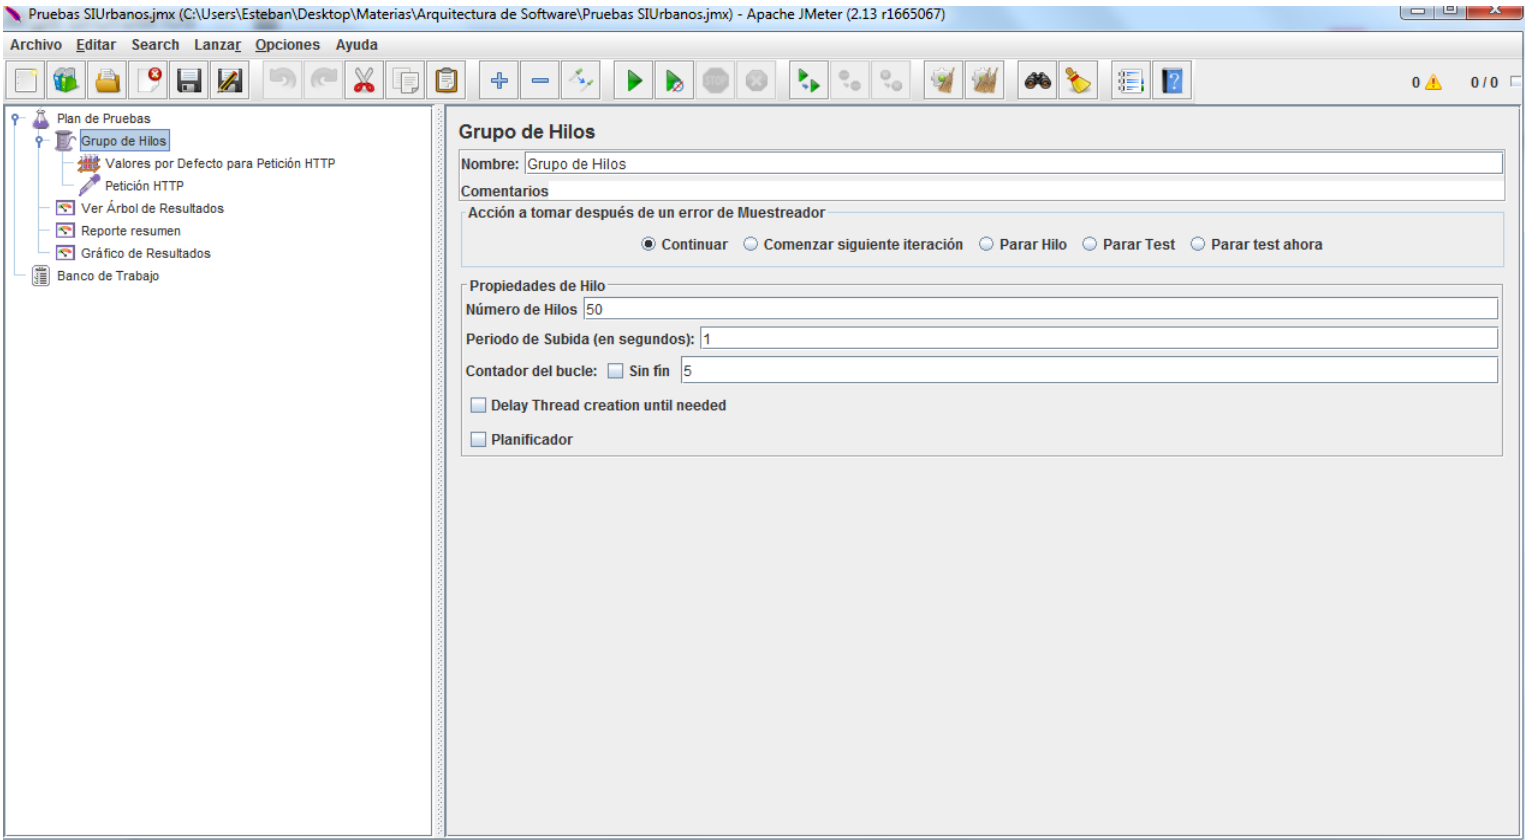 Pruebas SIUrbanos.jmx (C:\Users\Esteban\Desktop\Materias\Arquitectura de Software\Pruebas SIUrbanos.jmx) - Apache JMeter (2.13 r1665067)
Archivo Editar Search Lanzar Opciones Ayuda
STOP
0 0 / 0
Plan de Pruebas
Grupo de Hilos
Valores por Defecto para Petición HTTP
Petición HTTP
Ver Árbol de Resultados
Reporte resumen
Gráfico de Resultados
Banco de Trabajo
Grupo de Hilos
Nombre: Grupo de Hilos
Comentarios
Acción a tomar después de un error de Muestreador
Continuar Comenzar siguiente iteración Parar Hilo Parar Test Parar test ahora
Propiedades de Hilo
Número de Hilos 50
Periodo de Subida (en segundos): 1
Contador del bucle: Sin fin 5
Delay Thread creation until needed
Planificador